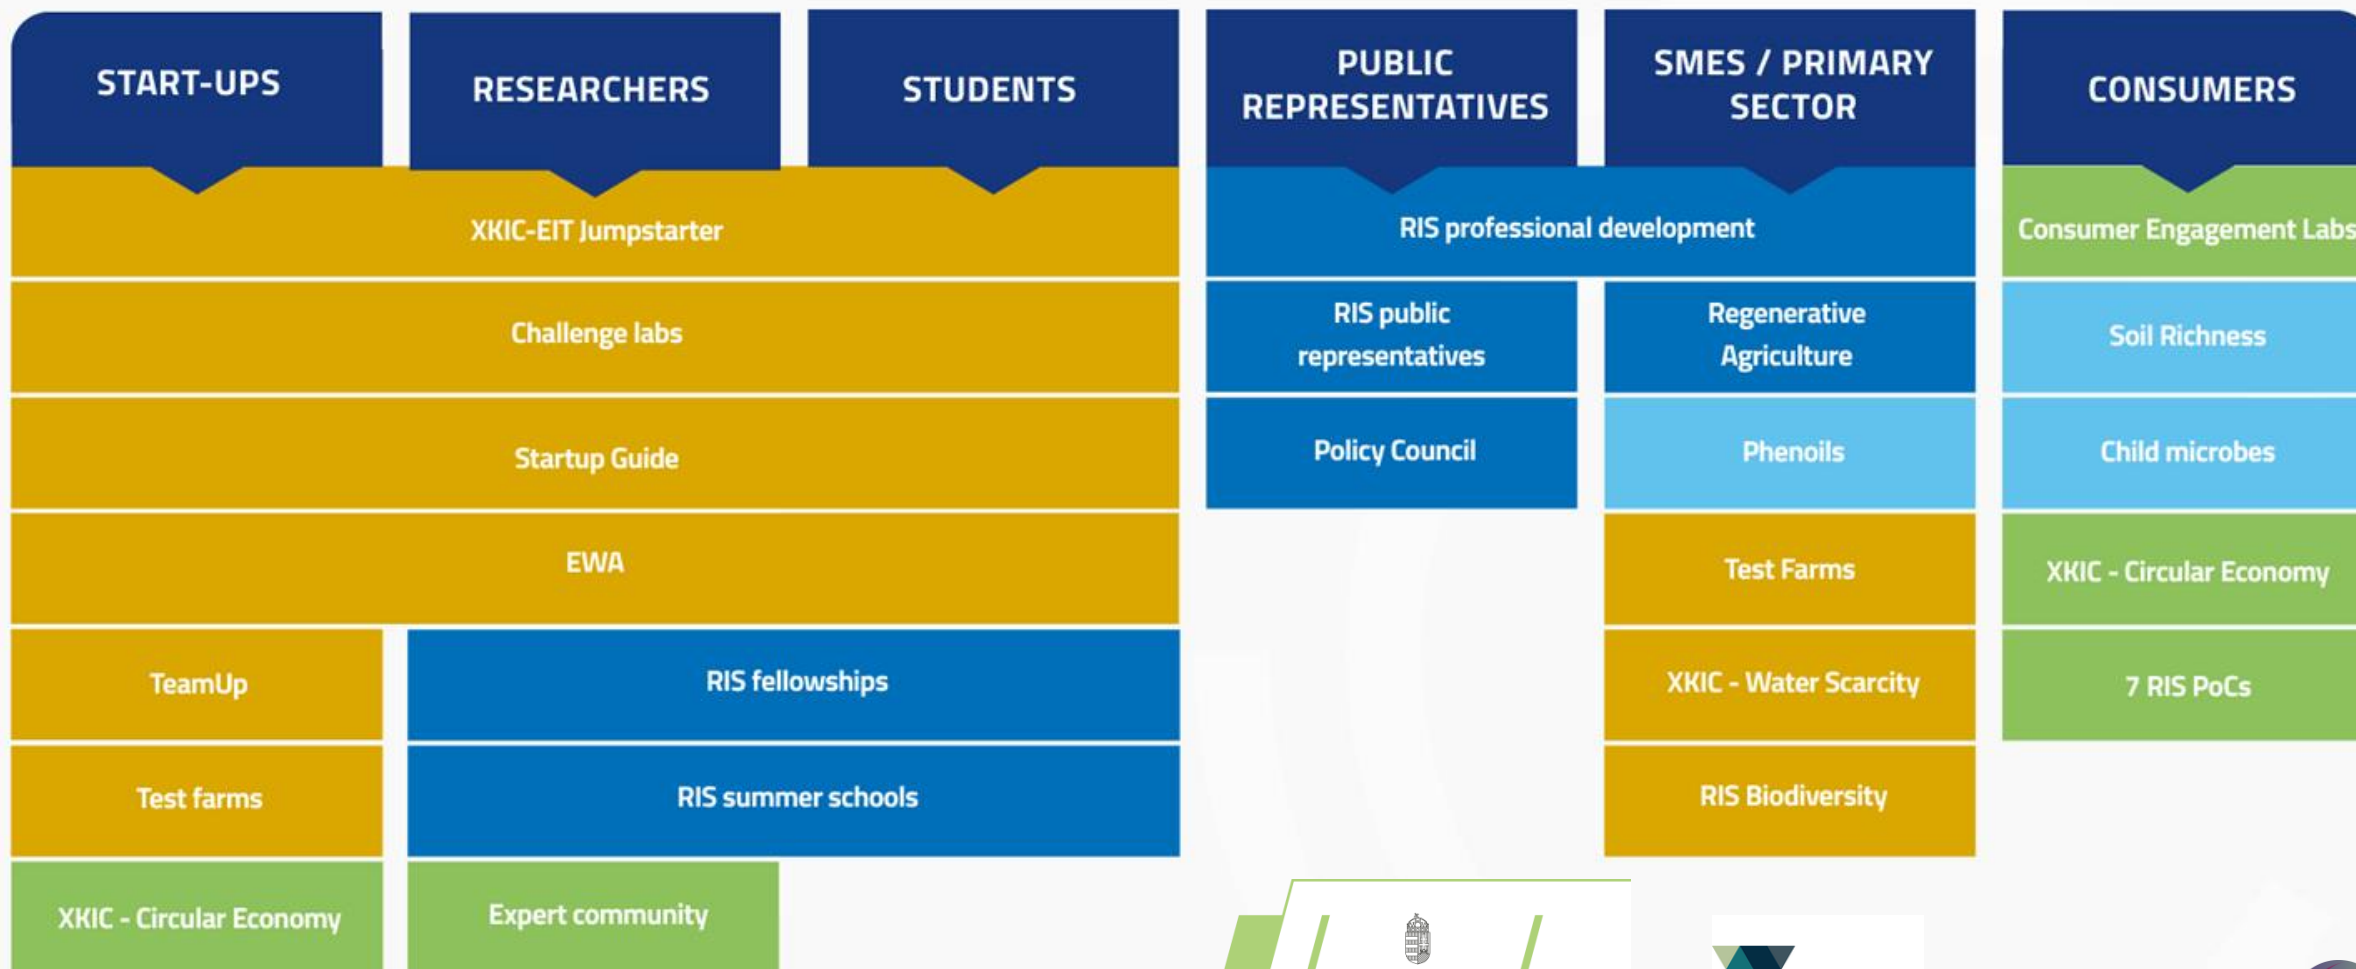 START-UPS
RESEARCHERS
STUDENTS
PUBLIC
REPRESENTATIVES
SMES / PRIMARY
SECTOR
CONSUMERS
XKIC-EIT Jumpstarter
RIS professional development
Consumer Engagement Labs
Challenge labs
RIS public
representatives
Regenerative
Agriculture
Soil Richness
Startup Guide
Policy Council
Phenoils
Child microbes
EWA
Test Farms
XKIC - Circular Economy
TeamUp
RIS fellowships
XKIC - Water Scarcity
7 RIS PoCs
Test farms
RIS summer schools
RIS Biodiversity
XKIC - Circular Economy
Expert community